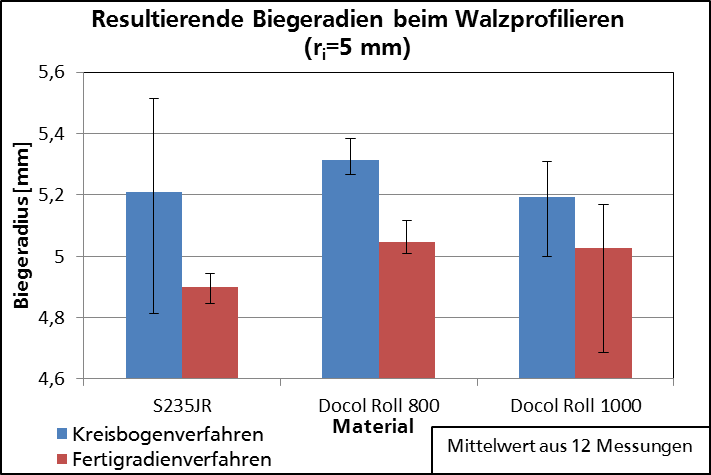 Resultierende Biegeradien beim Walzprofilieren
(ri=5 mm)
Biegeradius [mm]
5,6
5,4
5,2
5
4,8
4,6
S235JR
Docol Roll 800
Docol Roll 1000
Material
Kreisbogenverfahren
Fertigradienverfahren
Mittelwert aus 12 Messungen